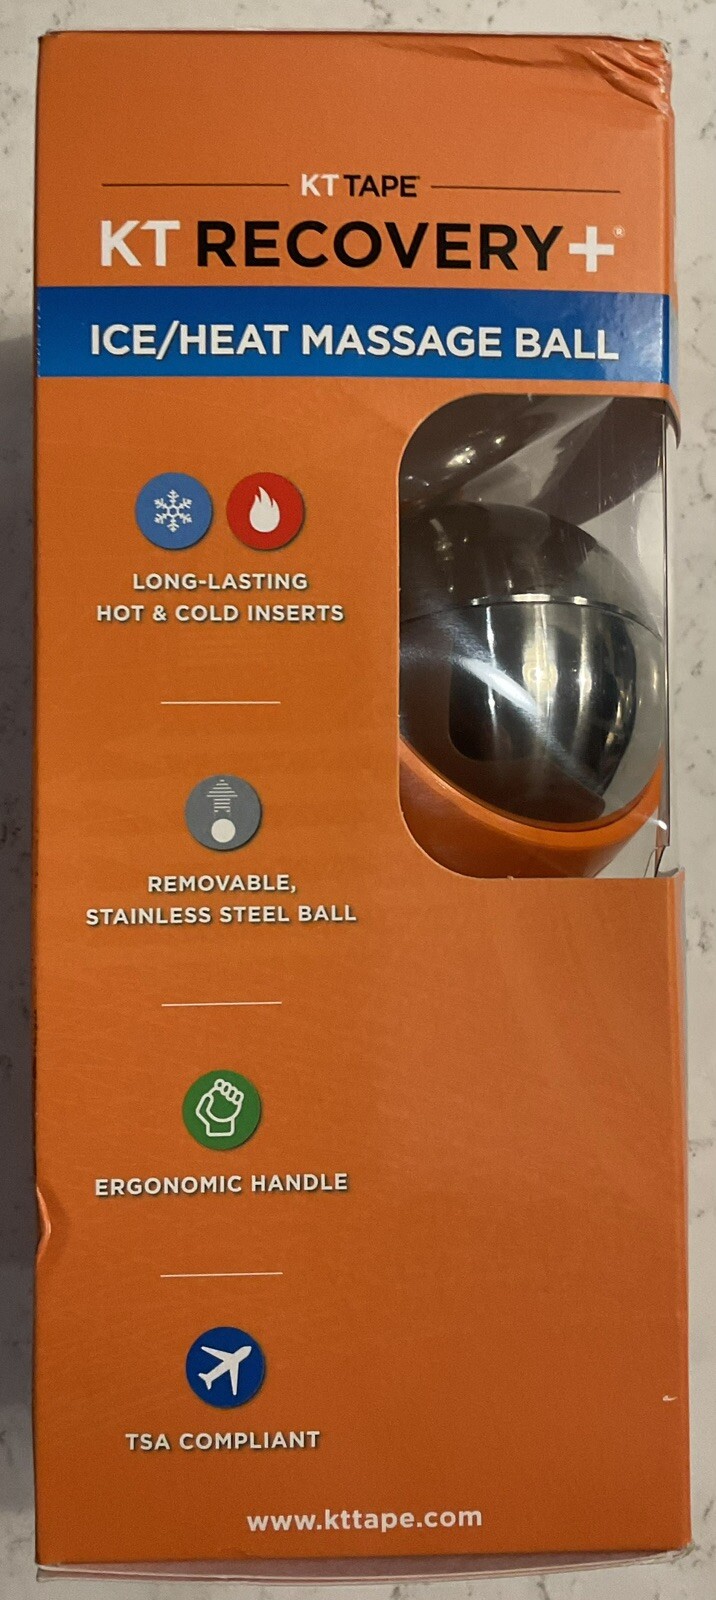 KT TAPE
KT RECOVERY+®
ICE/HEAT MASSAGE BALL
LONG-LASTING
HOT & COLD INSERTS
REMOVABLE,
STAINLESS STEEL BALL
ERGONOMIC HANDLE
TSA COMPLIANT
www.kttape.com